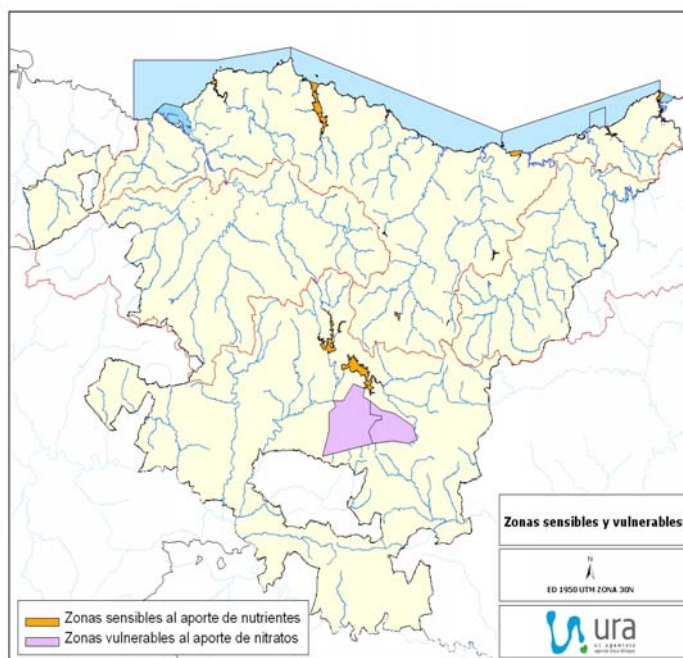 Zonas sensibles y vulnerables
N
ED 1950 UTM ZONA 30N
Zonas sensibles al aporte de nutrientes
Zonas vulnerables al aporte de nitratos
ura